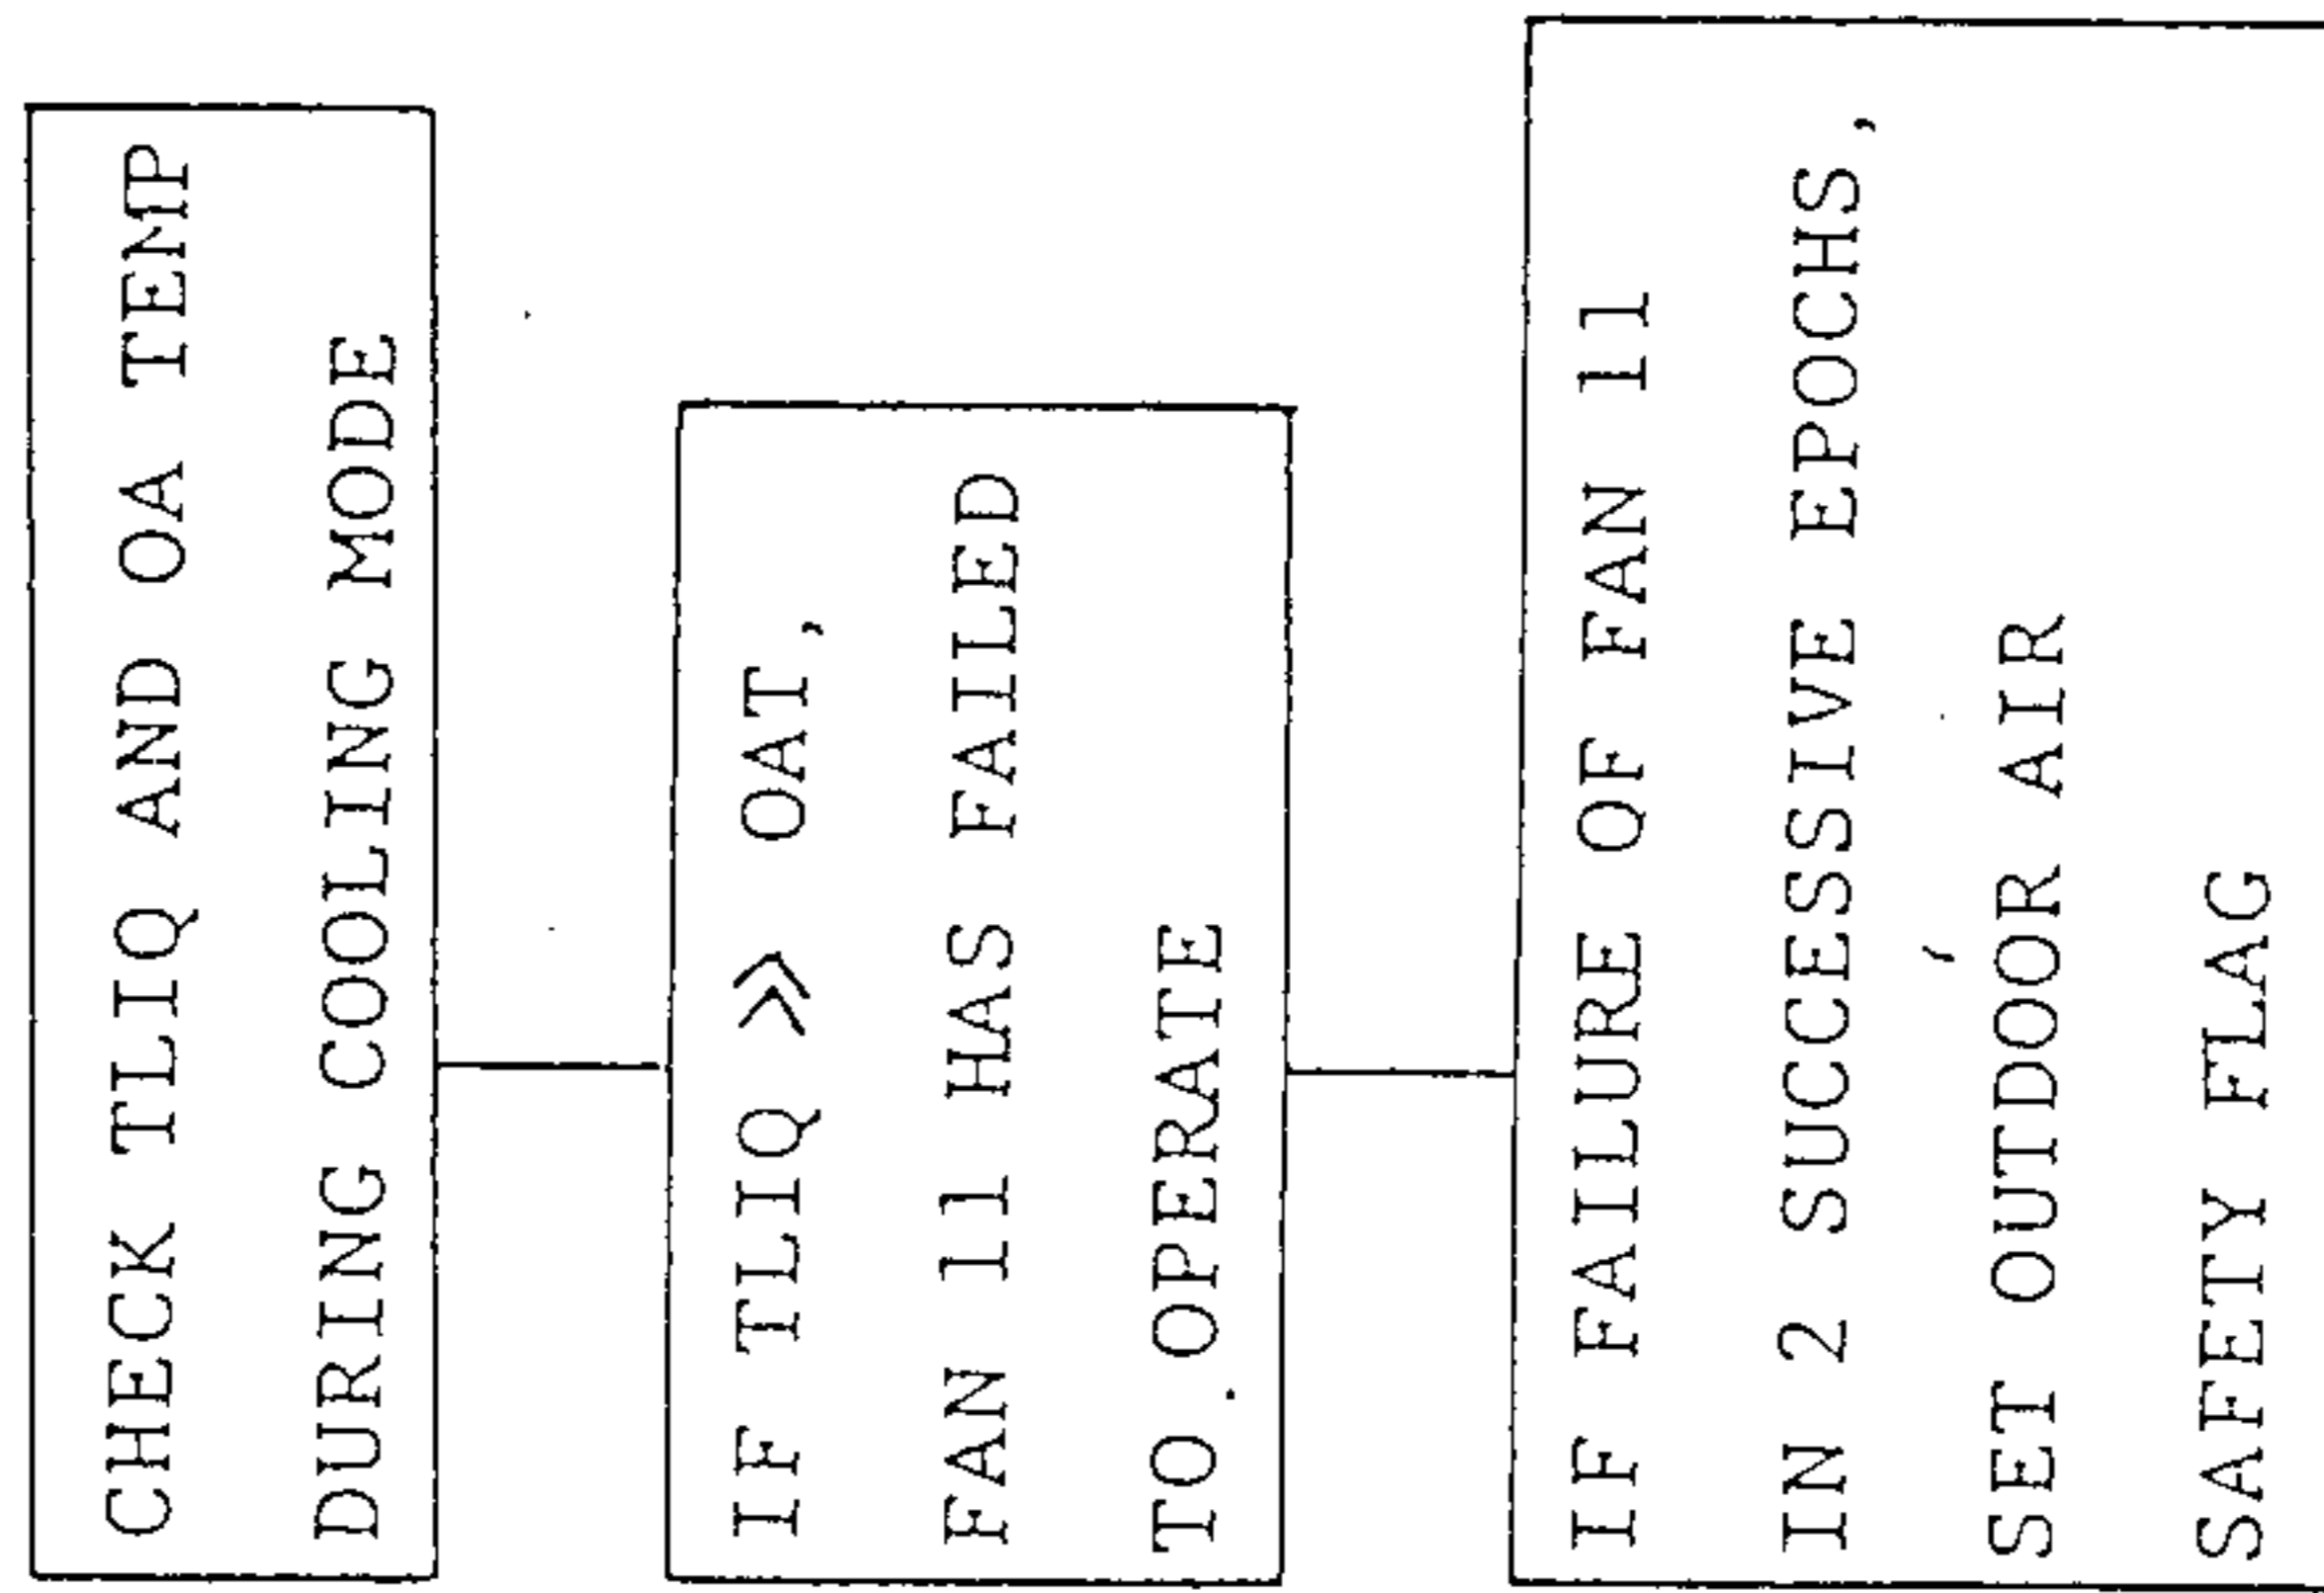 CHECK TLIQ AND OA TEMP
DURING COOLING MODE
IF TLIQ >> OAT,
FAN 11 HAS FAILED
TO OPERATE
IF FAILURE OF FAN 11
IN 2 SUCCESSIVE EPOCHS,
SET OUTDOOR AIR
SAFETY FLAG